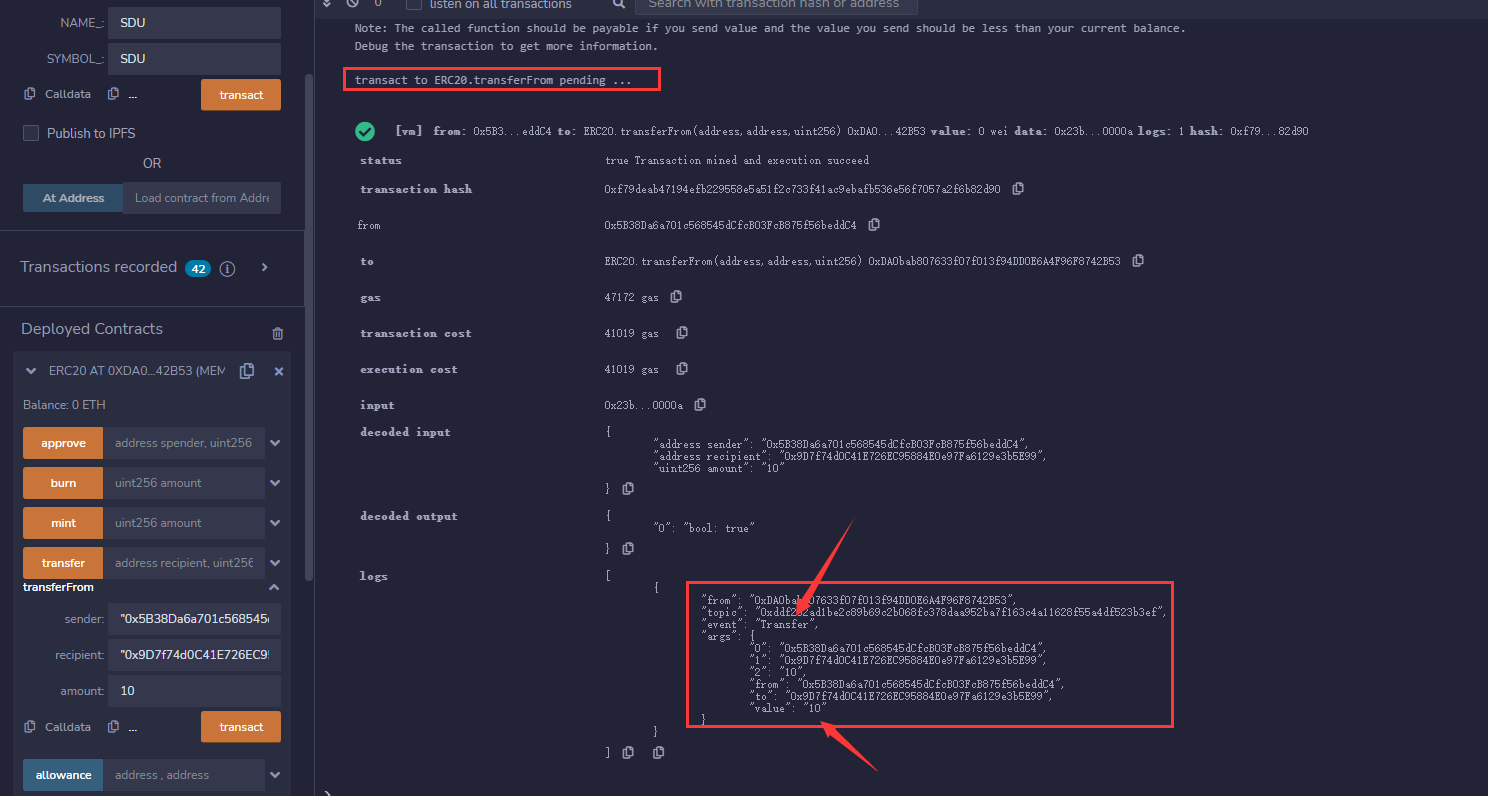 NAME_: SDU
SYMBOL_: SDU
Calldata ... transact
Publish to IPFS
OR
At Address Load contract from Addre
Transactions recorded 42 i
Deployed Contracts
ERC20 AT 0XDA0...42B53 (MEM
Balance: 0 ETH
approve address spender, uint256
burn uint256 amount
mint uint256 amount
transfer address recipient, uint256
transferFrom
sender: "0x5B38Da6a701c568545
recipient: "0x9D7f74d0C41E726EC95
amount: 10
Calldata ... transact
allowance address , address
0 listen on all transactions Search with transaction hash or address
Note: The called function should be payable if you send value and the value you send should be less than your current balance.
Debug the transaction to get more information.
transact to ERC20.transferFrom pending ...
[vm] from: 0x5B3...eddC4 to: ERC20.transferFrom(address,address,uint256) 0xDA0...42B53 value: 0 wei data: 0x23b...0000a logs: 1 hash: 0xf79...82d90
status true Transaction mined and execution succeed
transaction hash 0xf79deab47194efb229558e5a51f2c733f41ac9ebafb536e56f7057a2f6b82d90
from 0x5B38Da6a701c568545dCfcB03FcB875f56beddC4
to ERC20.transferFrom(address,address,uint256) 0xDA0bab807633f07f013f94DD0E6A4F96F8742B53
gas 47172 gas
transaction cost 41019 gas
execution cost 41019 gas
input 0x23b...0000a
decoded input {
"address sender": "0x5B38Da6a701c568545dCfcB03FcB875f56beddC4",
"address recipient": "0x9D7f74d0C41E726EC95884E0e97Fa6129e3b5E99",
"uint256 amount": "10"
}
decoded output {
"0": "bool: true"
}
logs [
{
"from": "0xDA0bab807633f07f013f94DD0E6A4F96F8742B53",
"topic": "0xddf252ad1be2c89b69c2b068fc378daa952ba7f163c4a11628f55a4df523b3ef",
"event": "Transfer",
"args": {
"0": "0x5B38Da6a701c568545dCfcB03FcB875f56beddC4",
"1": "0x9D7f74d0C41E726EC95884E0e97Fa6129e3b5E99",
"2": "10",
"from": "0x5B38Da6a701c568545dCfcB03FcB875f56beddC4",
"to": "0x9D7f74d0C41E726EC95884E0e97Fa6129e3b5E99",
"value": "10"
}
}
]